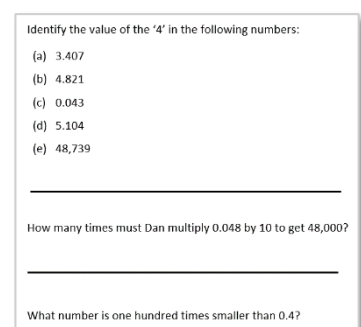 Identify the value of the ‘4’ in the following numbers:
(a) 3.407
(b) 4.821
(c) 0.043
(d) 5.104
(e) 48,739
How many times must Dan multiply 0.048 by 10 to get 48,000?
What number is one hundred times smaller than 0.4?